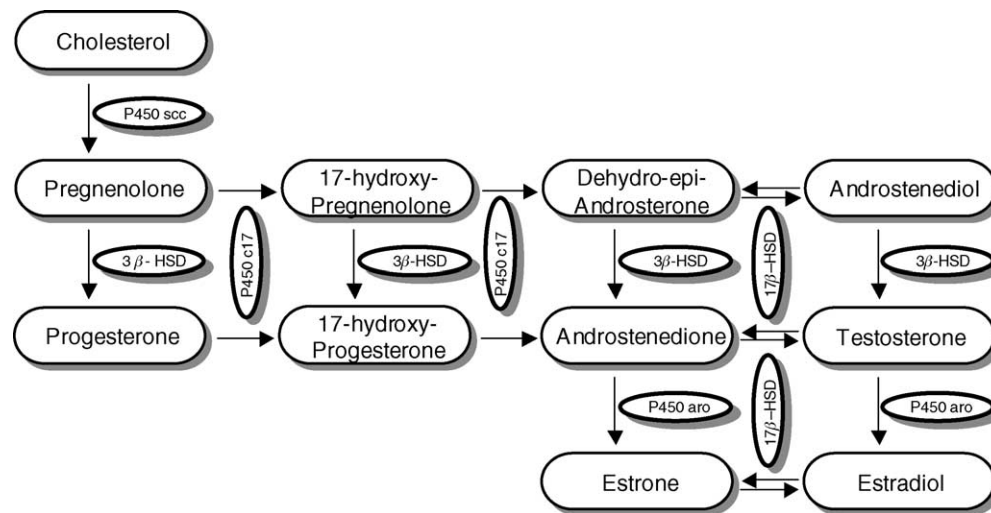 Cholesterol
P450 scc
Pregnenolone
17-hydroxy-
Pregnenolone
Dehydro-epi-
Androsterone
Androstenediol
3 β - HSD
P450 c17
3β-HSD
P450 c17
3β-HSD
17β-HSD
3β-HSD
Progesterone
17-hydroxy-
Progesterone
Androstenedione
Testosterone
P450 aro
17β-HSD
P450 aro
Estrone
Estradiol